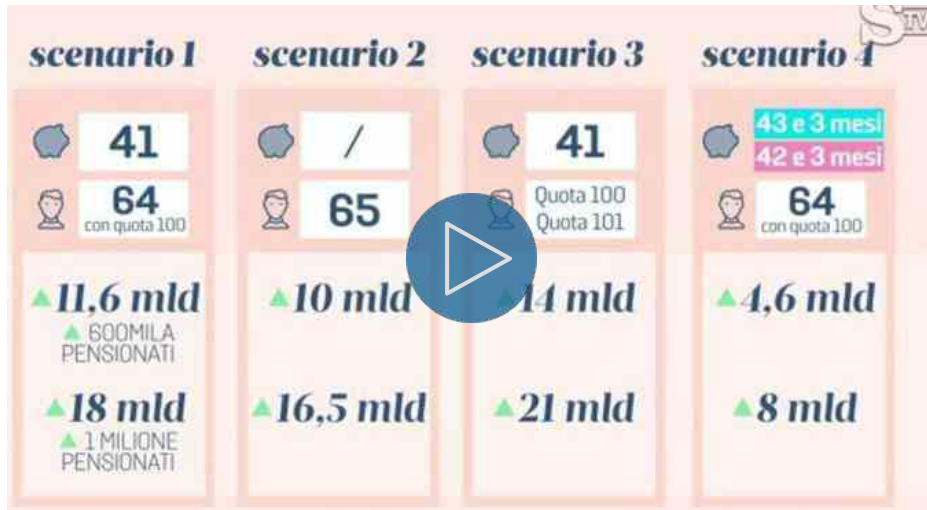 STV
scenario 1
41
64
con quota 100
11,6 mld
600MILA
PENSIONATI
18 mld
1 MILIONE
PENSIONATI
scenario 2
/
65
10 mld
16,5 mld
scenario 3
41
Quota 100
Quota 101
14 mld
21 mld
scenario 4
43 e 3 mesi
42 e 3 mesi
64
con quota 100
4,6 mld
8 mld